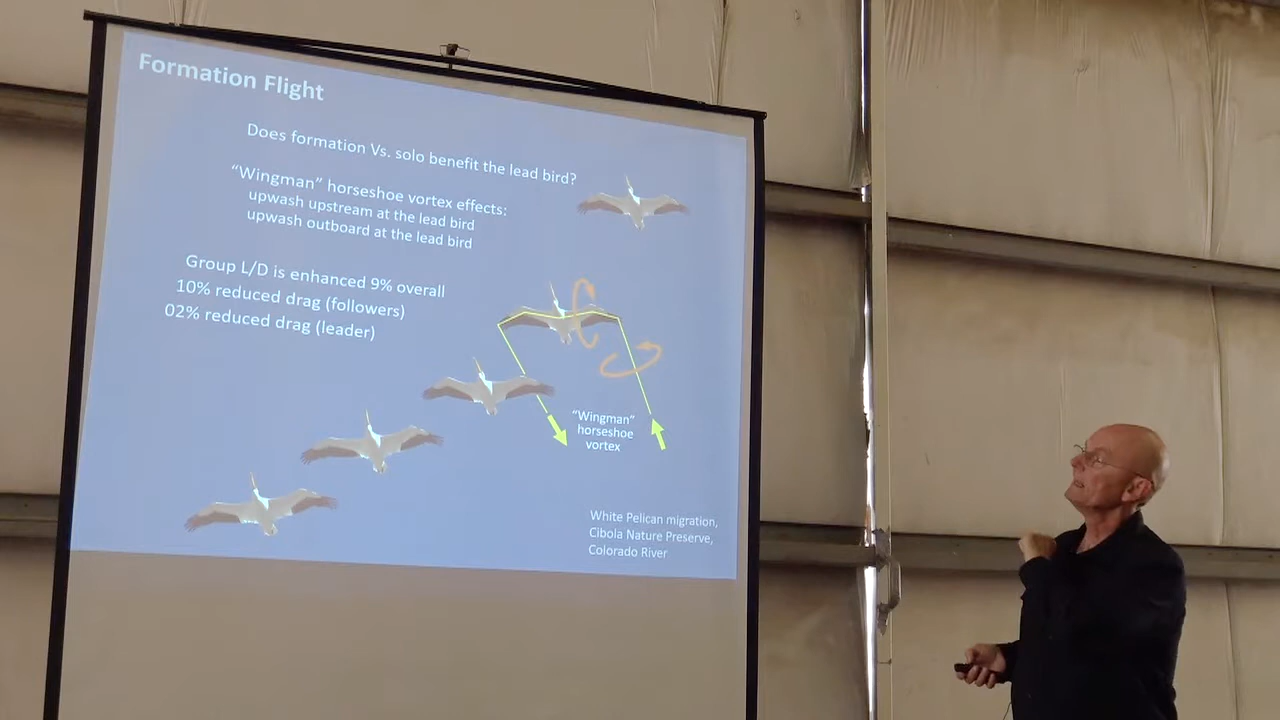 Formation Flight
Does formation Vs. solo benefit the lead bird?
“Wingman” horseshoe vortex effects:
upwash upstream at the lead bird
upwash outboard at the lead bird
Group L/D is enhanced 9% overall
10% reduced drag (followers)
02% reduced drag (leader)
“Wingman”
horseshoe
vortex
White Pelican migration,
Cibola Nature Preserve,
Colorado River